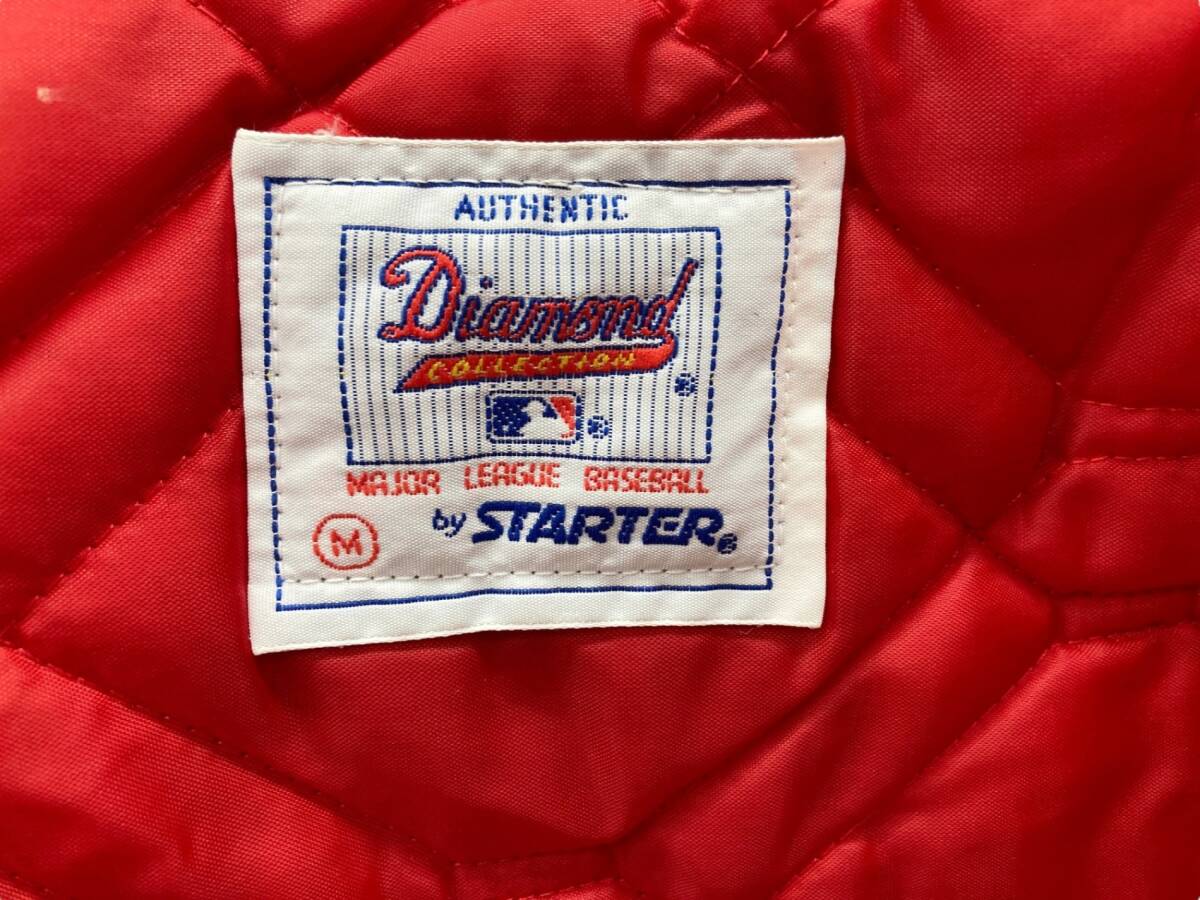 AUTHENTIC
Diamond
COLLECTION
®
®
MAJOR LEAGUE BASEBALL
M
by STARTER®